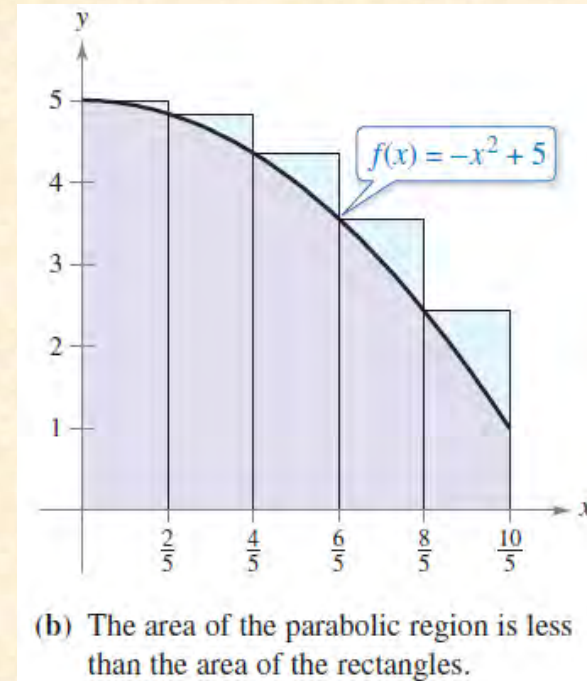 y
5
4
3
2
1
f(x) = −x² + 5
x
2/5
4/5
6/5
8/5
10/5
(b) The area of the parabolic region is less
than the area of the rectangles.